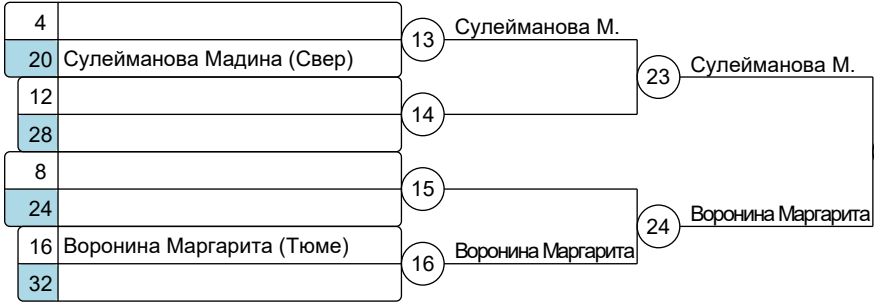 4
13 Сулейманова М.
20 Сулейманова Мадина (Свер)
23 Сулейманова М.
12
14
28
8
15
24
24 Воронина Маргарита
16 Воронина Маргарита (Тюме)
16 Воронина Маргарита
32